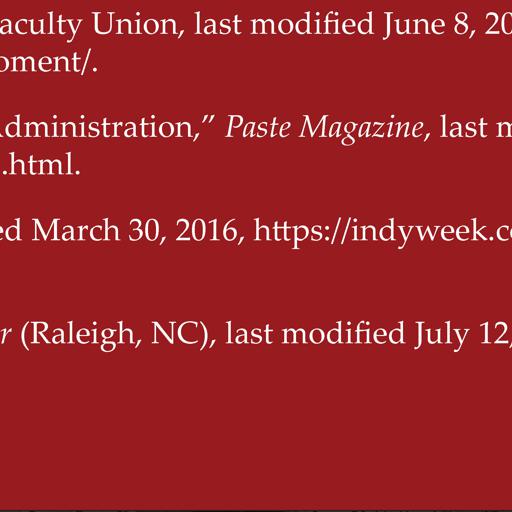 aculty Union, last modified June 8, 20
oment/.
Administration,” Paste Magazine, last m
.html.
ed March 30, 2016, https://indyweek.c
r (Raleigh, NC), last modified July 12,